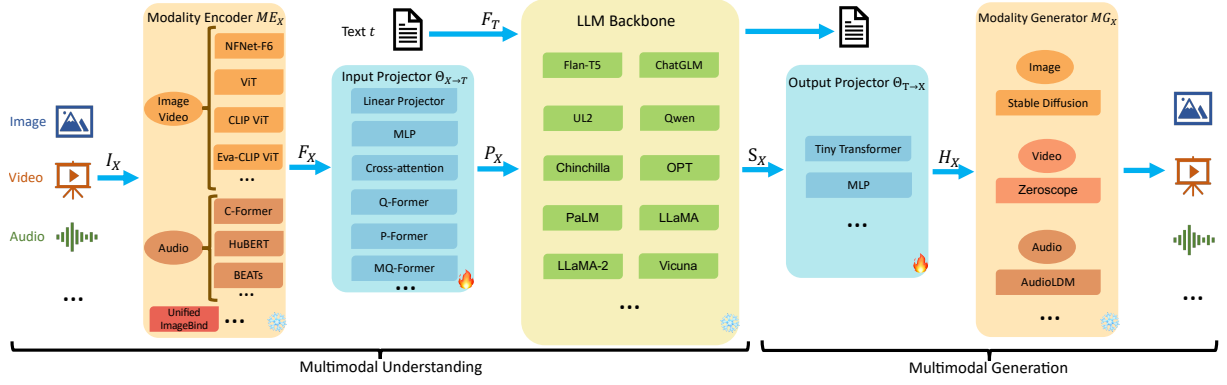 Modality Encoder ME_X
NFNet-F6
ViT
Image
Video
CLIP ViT
Eva-CLIP ViT
...
C-Former
Audio
HuBERT
BEATs
...
Unified
ImageBind
...
Image
Video
Audio
...
I_X
F_X
Text t
F_T
Input Projector Θ_{X→T}
Linear Projector
MLP
Cross-attention
Q-Former
P-Former
MQ-Former
...
P_X
LLM Backbone
Flan-T5
ChatGLM
UL2
Qwen
Chinchilla
OPT
PaLM
LLaMA
LLaMA-2
Vicuna
...
S_X
Output Projector Θ_{T→X}
Tiny Transformer
MLP
...
H_X
Modality Generator MG_X
Image
Stable Diffusion
Video
Zeroscope
Audio
AudioLDM
...
...
Multimodal Understanding
Multimodal Generation